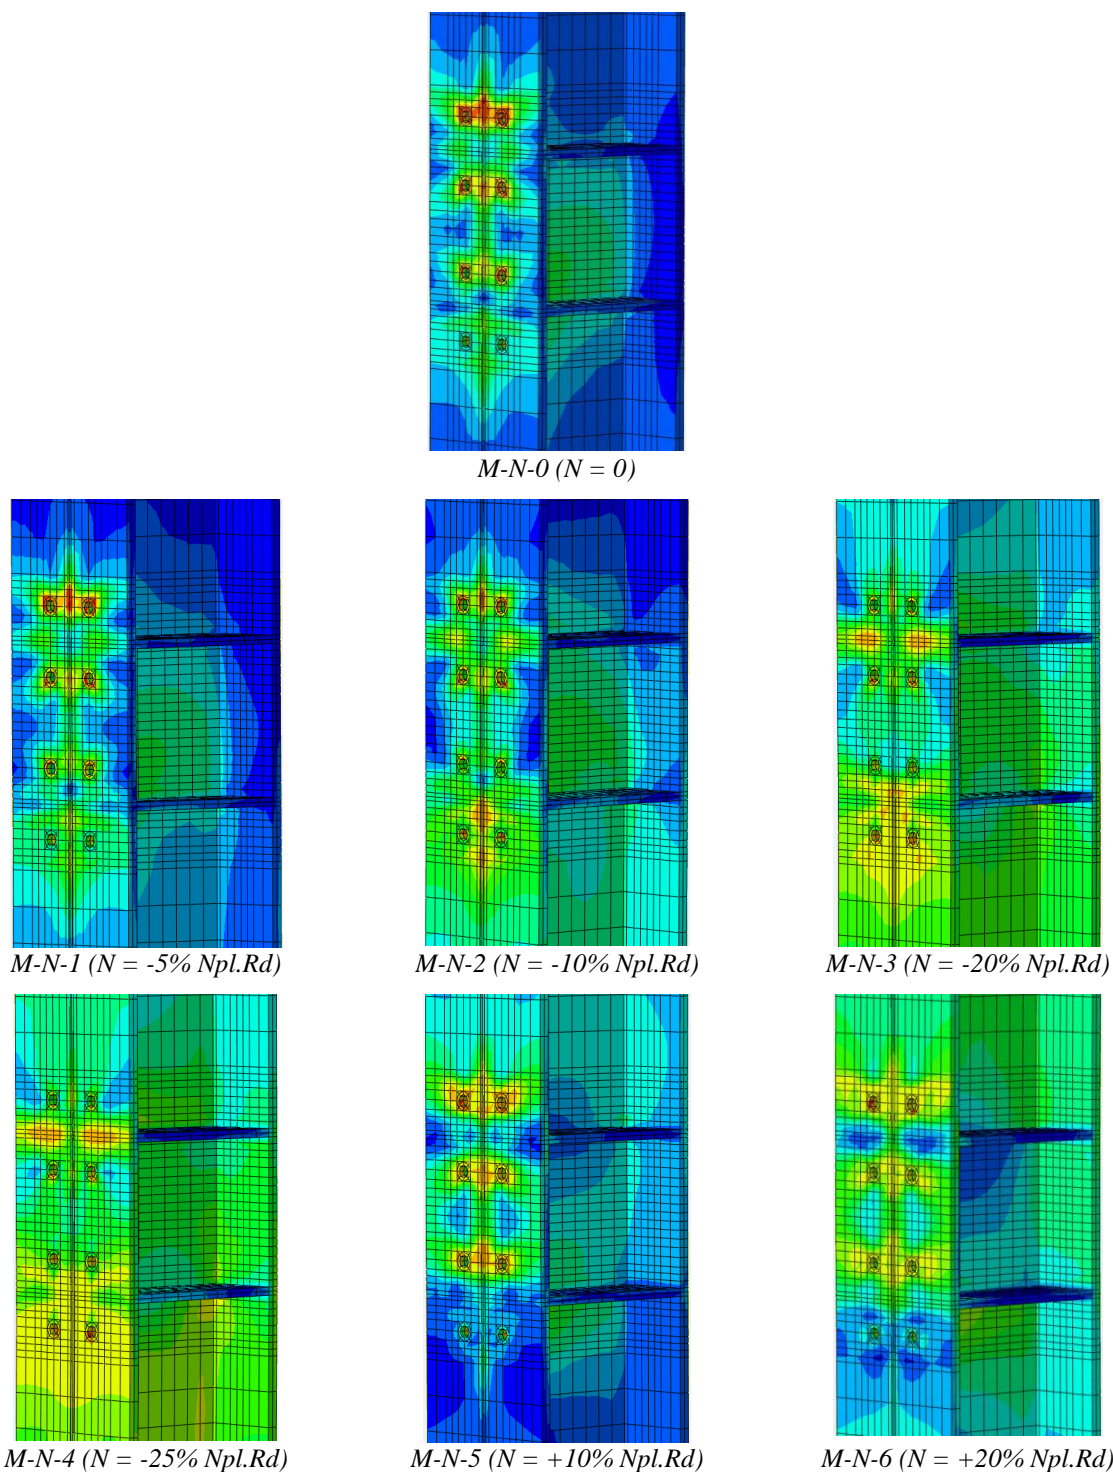 M-N-0 (N = 0)
M-N-1 (N = -5% Npl.Rd)
M-N-2 (N = -10% Npl.Rd)
M-N-3 (N = -20% Npl.Rd)
M-N-4 (N = -25% Npl.Rd)
M-N-5 (N = +10% Npl.Rd)
M-N-6 (N = +20% Npl.Rd)